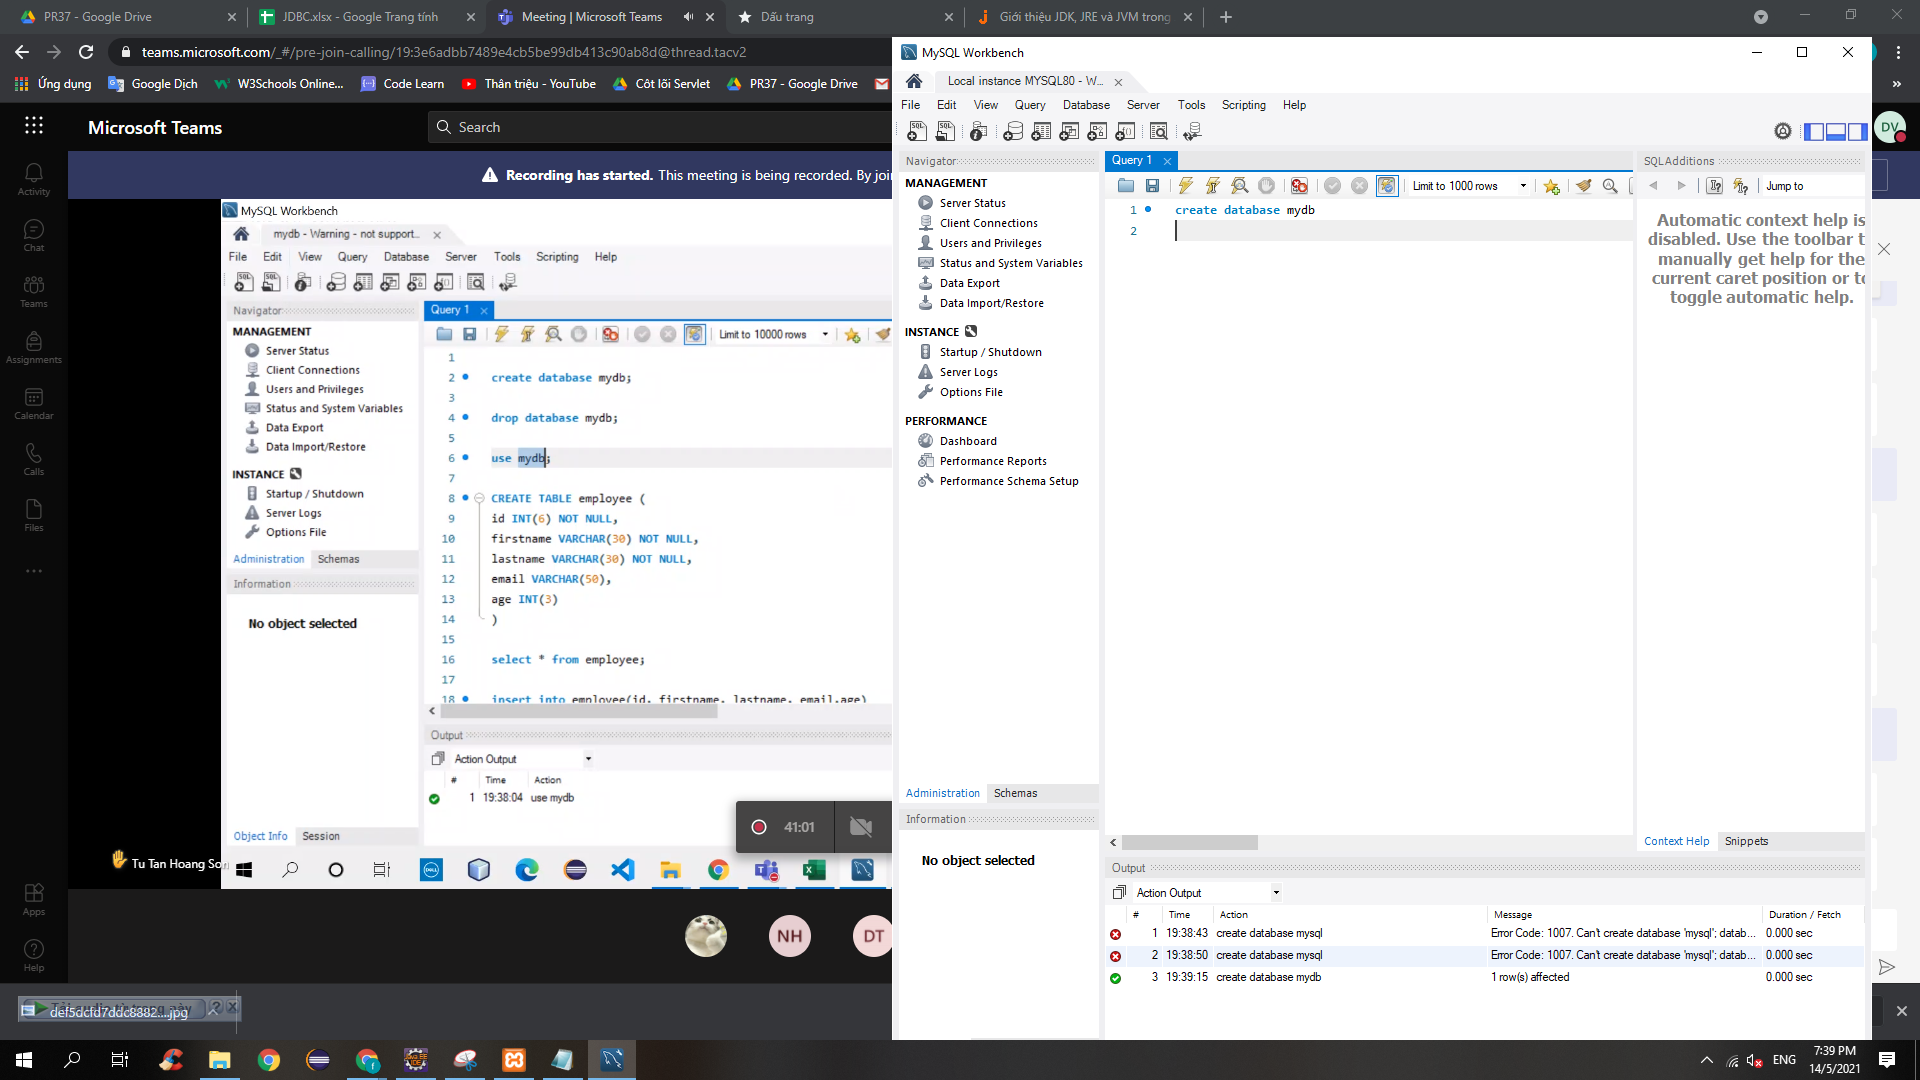 PR37 - Google Drive
JDBC.xlsx - Google Trang tính
Meeting | Microsoft Teams
Dấu trang
Giới thiệu JDK, JRE và JVM trong
teams.microsoft.com/_#/pre-join-calling/19:3e6adbb7489e4cb5be99db413c90ab8d@thread.tacv2
Ứng dụng
Google Dịch
W3Schools Online...
Code Learn
Thần triệu - YouTube
Côt lõi Servlet
PR37 - Google Drive
Microsoft Teams
Search
DV
Recording has started. This meeting is being recorded. By joi
Activity
Chat
Teams
Assignments
Calendar
Calls
Files
Apps
Help
MySQL Workbench
mydb - Warning - not support...
File Edit View Query Database Server Tools Scripting Help
Navigator
MANAGEMENT
Server Status
Client Connections
Users and Privileges
Status and System Variables
Data Export
Data Import/Restore
INSTANCE
Startup / Shutdown
Server Logs
Options File
Administration Schemas
Information
No object selected
Object Info Session
Query 1
Limit to 10000 rows
1
2 create database mydb;
3
4 drop database mydb;
5
6 use mydb;
7
8 CREATE TABLE employee (
9 id INT(6) NOT NULL,
10 firstname VARCHAR(30) NOT NULL,
11 lastname VARCHAR(30) NOT NULL,
12 email VARCHAR(50),
13 age INT(3)
14 )
15
16 select * from employee;
17
18 insert into employee(id, firstname, lastname, email,age)
Output
Action Output
# Time Action
1 19:38:04 use mydb
41:01
Tu Tan Hoang Son
DELL
NH
DT
def5dcfd7ddc8882....jpg
MySQL Workbench
Local instance MYSQL80 - W...
File Edit View Query Database Server Tools Scripting Help
Navigator
MANAGEMENT
Server Status
Client Connections
Users and Privileges
Status and System Variables
Data Export
Data Import/Restore
INSTANCE
Startup / Shutdown
Server Logs
Options File
PERFORMANCE
Dashboard
Performance Reports
Performance Schema Setup
Administration Schemas
Information
No object selected
Query 1
Limit to 1000 rows
1 create database mydb
2
SQLAdditions
Jump to
Automatic context help is
disabled. Use the toolbar t
manually get help for the
current caret position or to
toggle automatic help.
Context Help Snippets
Output
Action Output
# Time Action Message Duration / Fetch
1 19:38:43 create database mysql Error Code: 1007. Can't create database 'mysql'; datab... 0.000 sec
2 19:38:50 create database mysql Error Code: 1007. Can't create database 'mysql'; datab... 0.000 sec
3 19:39:15 create database mydb 1 row(s) affected 0.000 sec
ENG
7:39 PM
14/5/2021